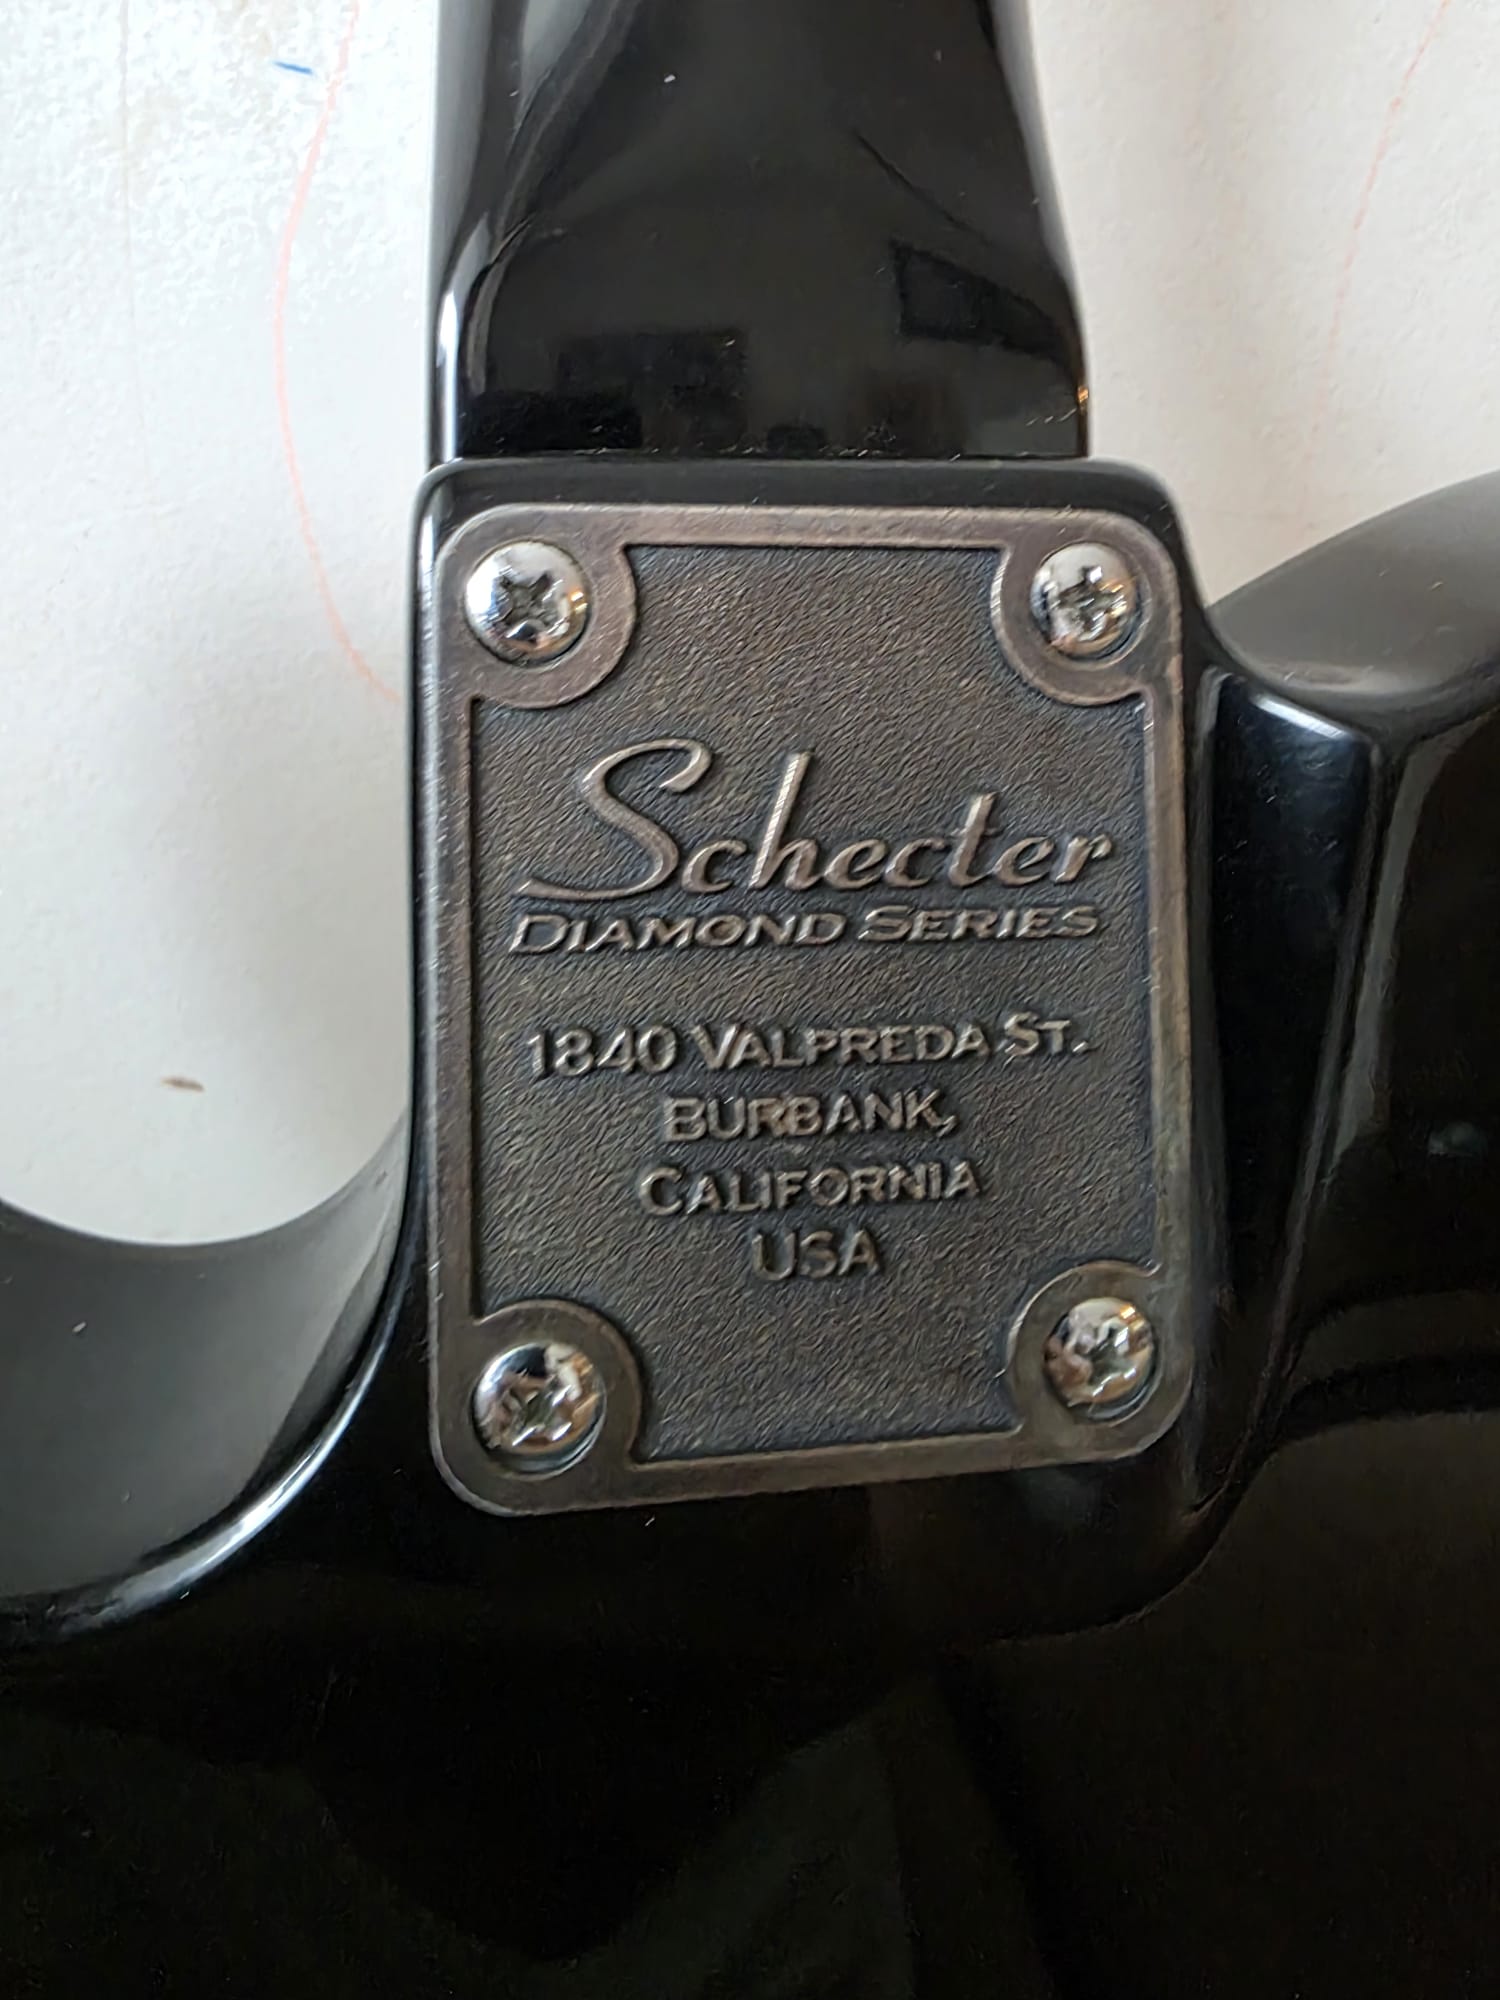 Schecter
DIAMOND SERIES
1840 VALPREDA ST.
BURBANK,
CALIFORNIA
USA